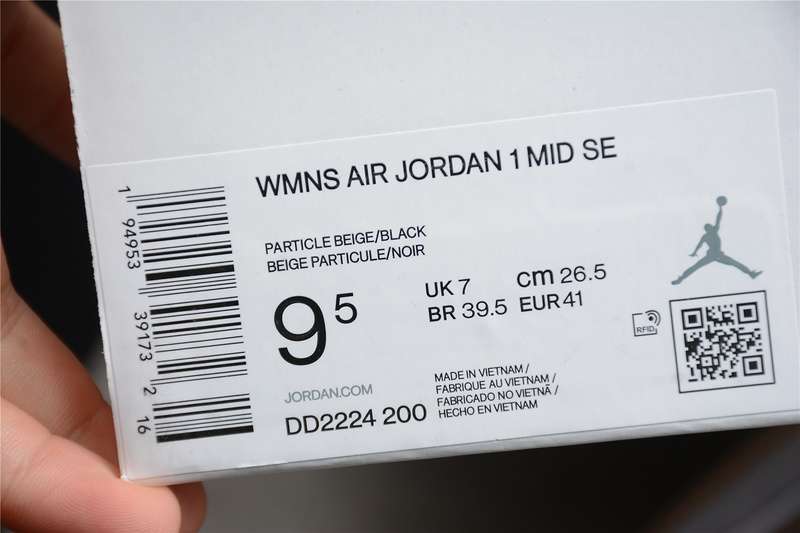 WMNS AIR JORDAN 1 MID SE
PARTICLE BEIGE/BLACK
BEIGE PARTICULE/NOIR
9 5
UK 7
cm 26.5
BR 39.5
EUR 41
RFID
JORDAN.COM
DD2224 200
MADE IN VIETNAM /
FABRIQUE AU VIETNAM /
FABRICADO NO VIETNÃ /
HECHO EN VIETNAM
1 94953 39173 2 16